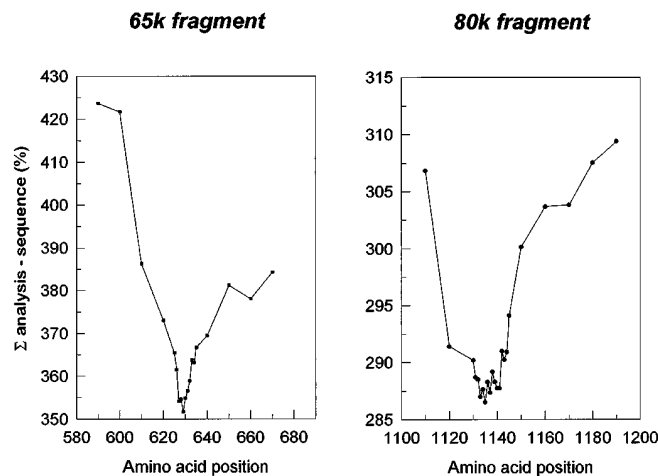 65k fragment
80k fragment
Σ analysis - sequence (%)
430
420
410
400
390
380
370
360
350
580 600 620 640 660 680
Amino acid position
315
310
305
300
295
290
285
1100 1120 1140 1160 1180 1200
Amino acid position